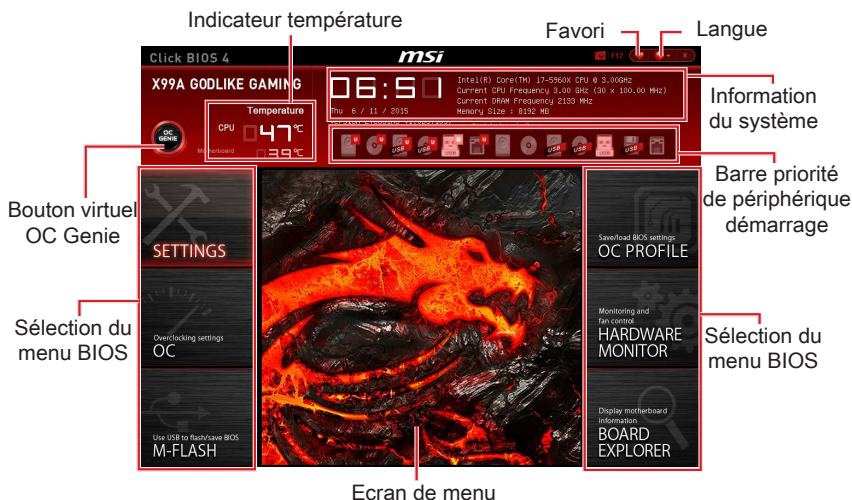 Indicateur température
Favori
Langue
Click BIOS 4
msi
F12
X
X99A GODLIKE GAMING
06:51
Thu 6 / 11 / 2015
Intel(R) Core(TM) i7-5960X CPU @ 3.00GHz
Current CPU Frequency 3.00 GHz (30 x 100.00 MHz)
Current DRAM Frequency 2133 MHz
Memory Size : 8192 MB
Information
du système
Temperature
CPU
47°C
Motherboard
39°C
OC
GENIE
U
U
USB
U
USB
U
U
U
USB
USB
USB
Barre priorité
de périphérique
démarrage
Bouton virtuel
OC Genie
SETTINGS
Save/load BIOS settings
OC PROFILE
Sélection du
menu BIOS
Overclocking settings
OC
Monitoring and
fan control
HARDWARE
MONITOR
Sélection du
menu BIOS
Use USB to flash/save BIOS
M-FLASH
Display motherboard
information
BOARD
EXPLORER
Ecran de menu